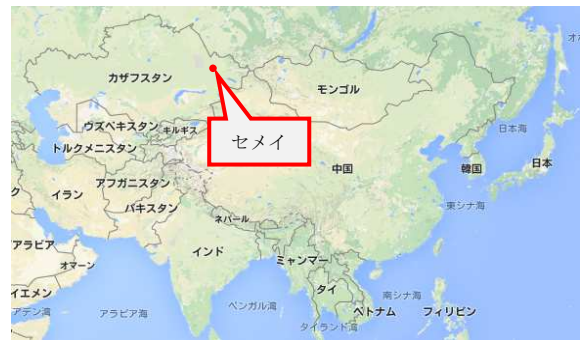 オ
カザフスタン
モンゴル
ウズベキスタン
キルギス
日本海
トルクメニスタン
セメイ
中国
韓国
日本
ク
イラン
アフガニスタン
パキスタン
東シナ海
ネパール
アラビア
インド
オマーン
ミャンマー
イエメン
タイ
南シナ海
アデン湾
アラビア海
ベンガル湾
ベトナム
フィリピン
タイランド湾